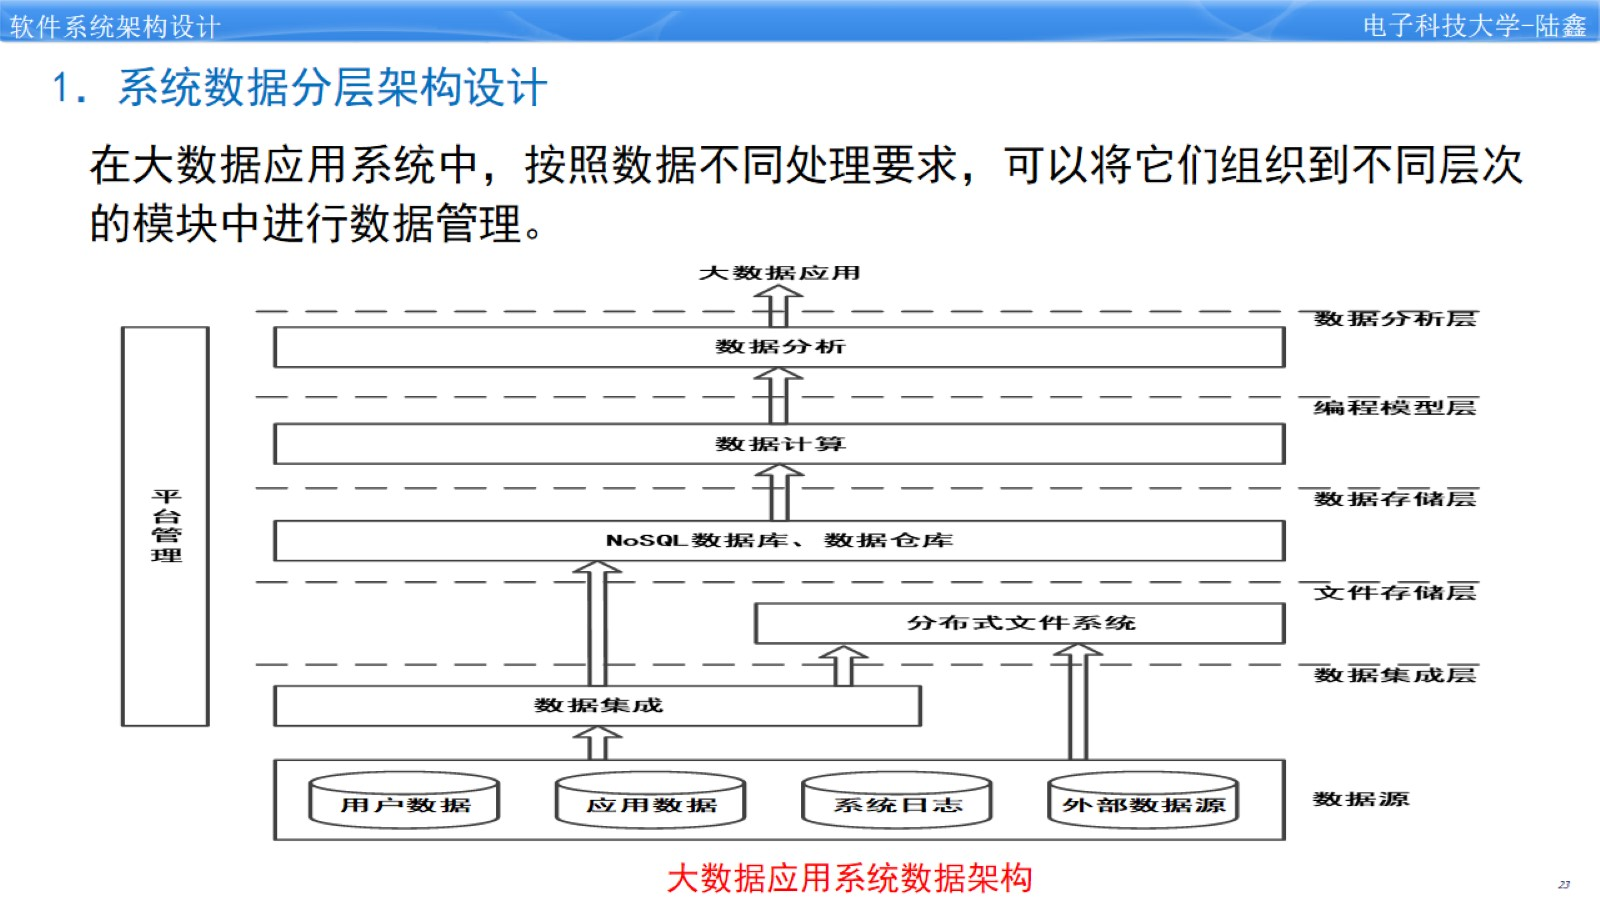 软件系统架构设计
电子科技大学-陆鑫
1. 系统数据分层架构设计
在大数据应用系统中，按照数据不同处理要求，可以将它们组织到不同层次
的模块中进行数据管理。
大数据应用
数据分析层
数据分析
编程模型层
数据计算
数据存储层
NoSQL数据库、数据仓库
文件存储层
分布式文件系统
数据集成层
数据集成
平台管理
用户数据
应用数据
系统日志
外部数据源
数据源
大数据应用系统数据架构
23